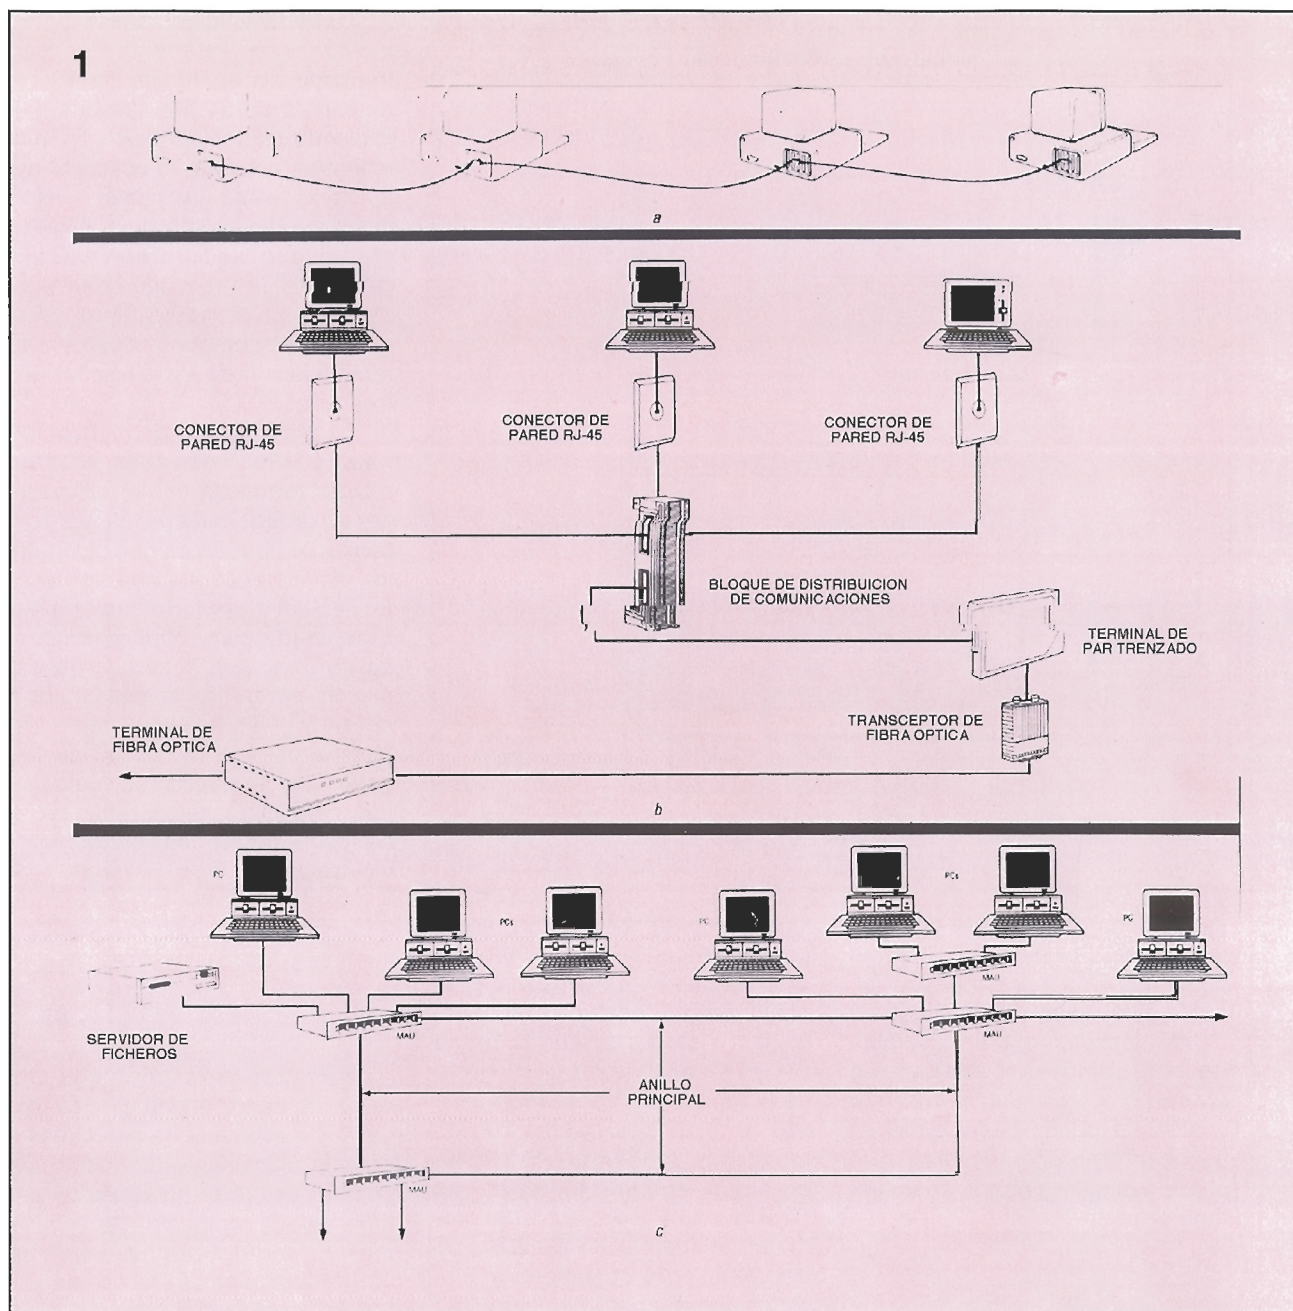 1
a
CONECTOR DE
PARED RJ-45
CONECTOR DE
PARED RJ-45
CONECTOR DE
PARED RJ-45
BLOQUE DE DISTRIBUICION
DE COMUNICACIONES
TERMINAL DE
PAR TRENZADO
TRANSCEPTOR DE
FIBRA OPTICA
TERMINAL DE
FIBRA OPTICA
b
PC
PCs
PC
PCs
PC
MAU
SERVIDOR DE
FICHEROS
MAU
MAU
ANILLO
PRINCIPAL
MAU
c